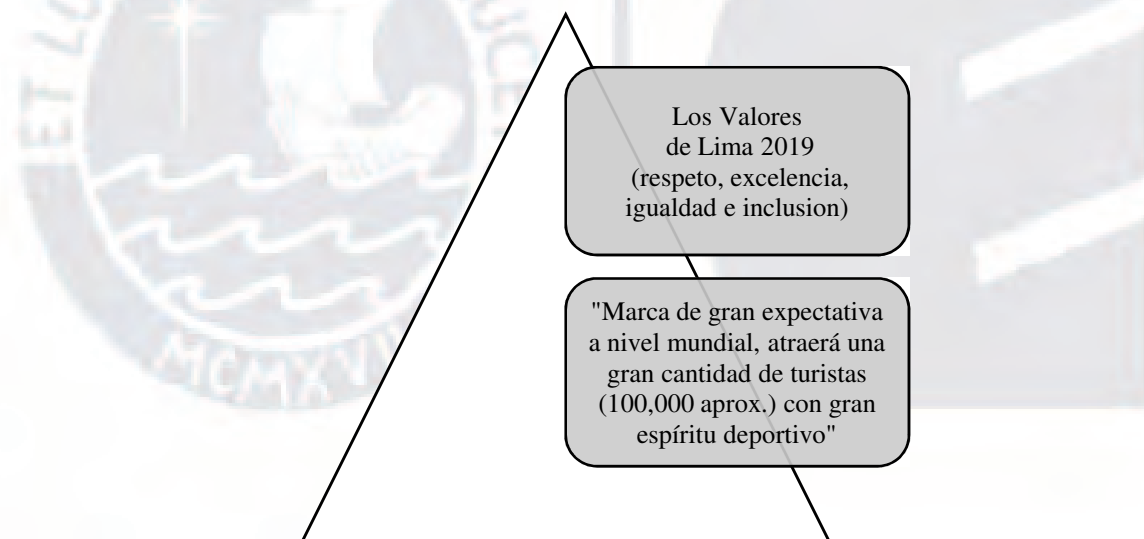 Los Valores
de Lima 2019
(respeto, excelencia,
igualdad e inclusion)
"Marca de gran expectativa
a nivel mundial, atraerá una
gran cantidad de turistas
(100,000 aprox.) con gran
espíritu deportivo"